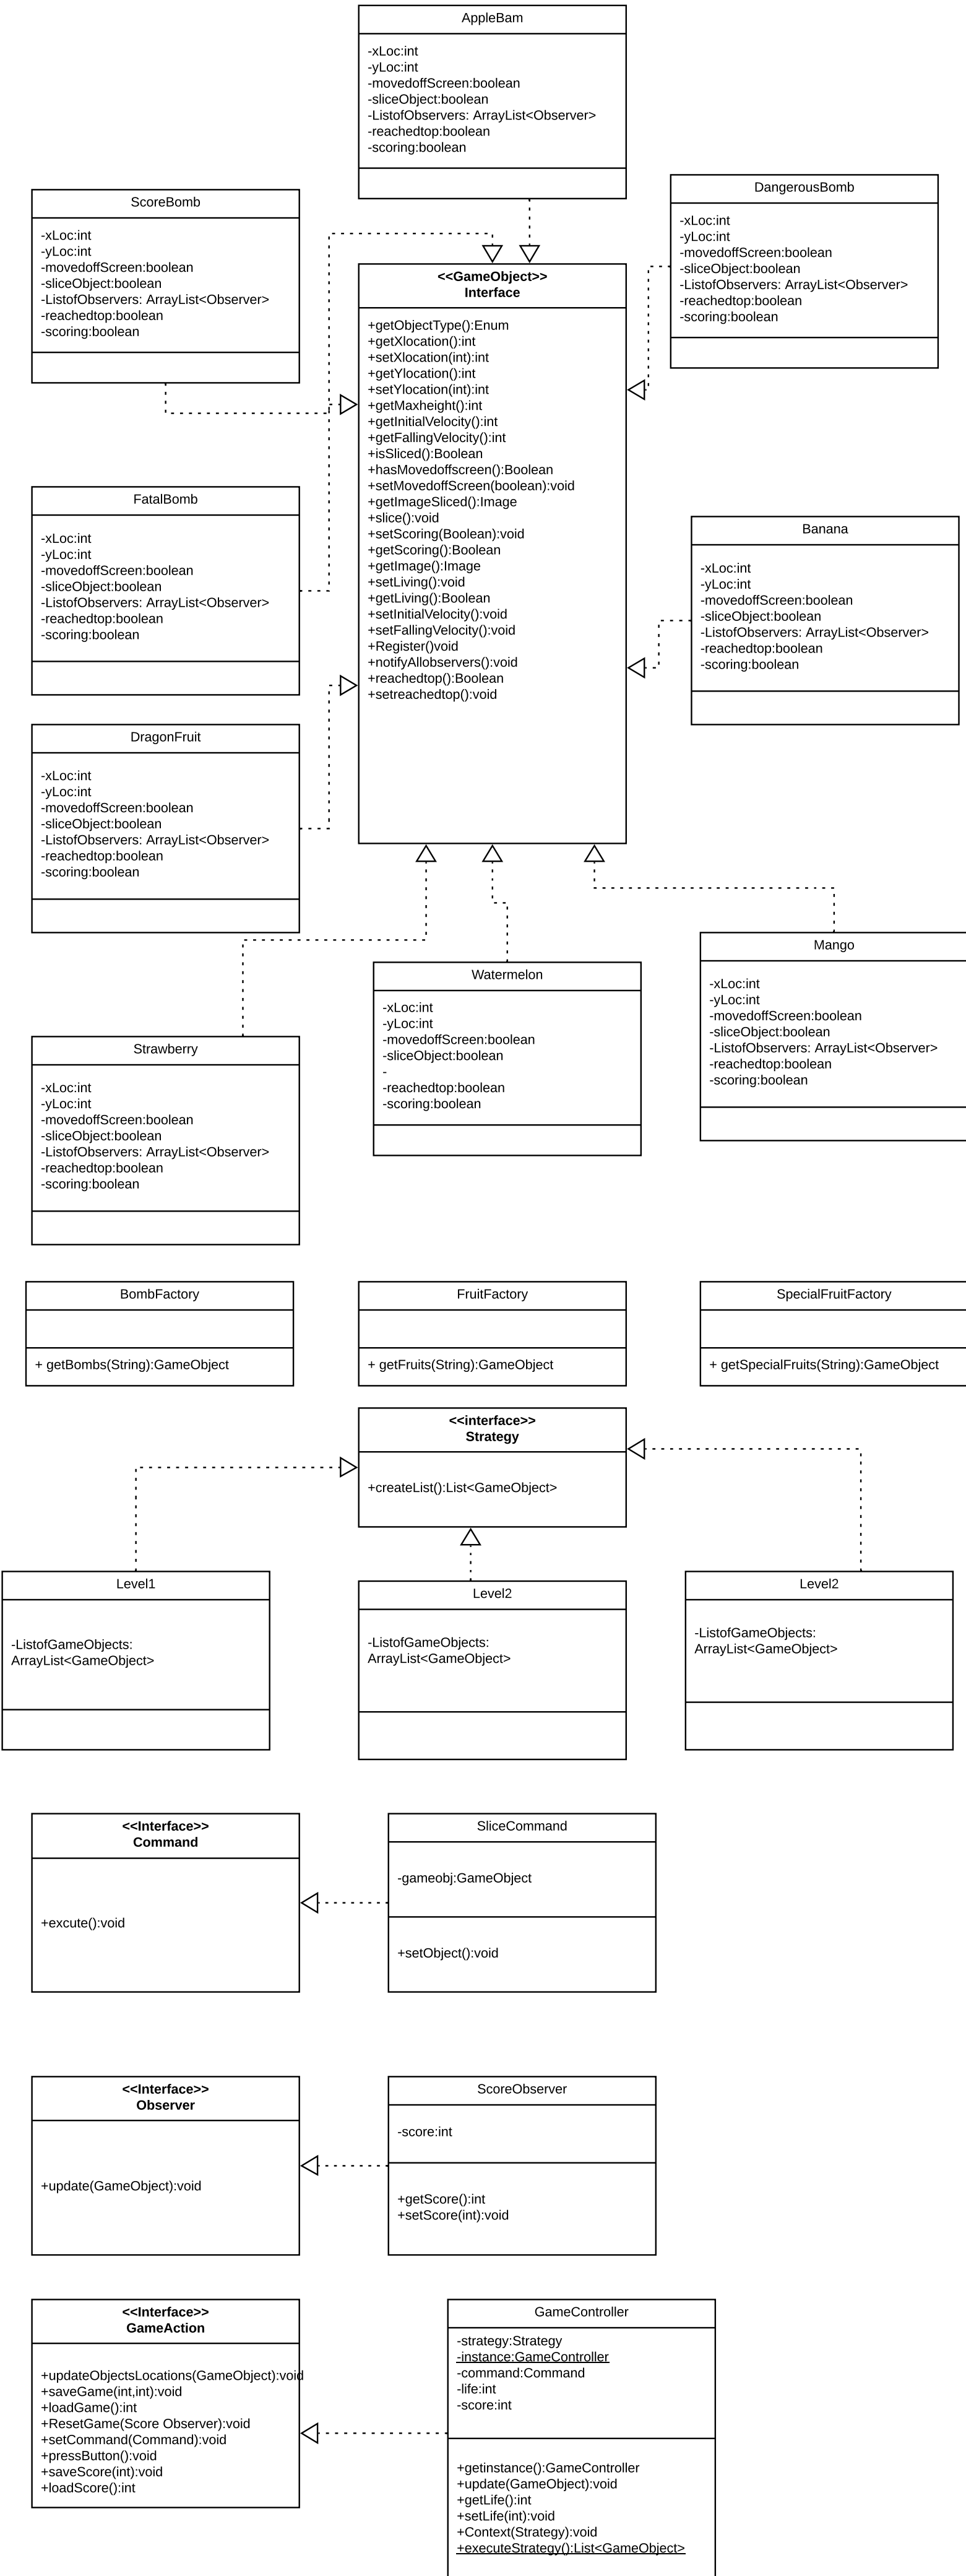 AppleBam
-xLoc:int
-yLoc:int
-movedoffScreen:boolean
-sliceObject:boolean
-ListofObservers: ArrayList<Observer>
-reachedtop:boolean
-scoring:boolean
ScoreBomb
-xLoc:int
-yLoc:int
-movedoffScreen:boolean
-sliceObject:boolean
-ListofObservers: ArrayList<Observer>
-reachedtop:boolean
-scoring:boolean
DangerousBomb
-xLoc:int
-yLoc:int
-movedoffScreen:boolean
-sliceObject:boolean
-ListofObservers: ArrayList<Observer>
-reachedtop:boolean
-scoring:boolean
<<GameObject>>
Interface
+getObjectType():Enum
+getXlocation():int
+setXlocation(int):int
+getYlocation():int
+setYlocation(int):int
+getMaxheight():int
+getInitialVelocity():int
+getFallingVelocity():int
+isSliced():Boolean
+hasMovedoffscreen():Boolean
+setMovedoffScreen(boolean):void
+getImageSliced():Image
+slice():void
+setScoring(Boolean):void
+getScoring():Boolean
+getImage():Image
+setLiving():void
+getLiving():Boolean
+setInitialVelocity():void
+setFallingVelocity():void
+Register()void
+notifyAllobservers():void
+reachedtop():Boolean
+setreachedtop():void
FatalBomb
-xLoc:int
-yLoc:int
-movedoffScreen:boolean
-sliceObject:boolean
-ListofObservers: ArrayList<Observer>
-reachedtop:boolean
-scoring:boolean
Banana
-xLoc:int
-yLoc:int
-movedoffScreen:boolean
-sliceObject:boolean
-ListofObservers: ArrayList<Observer>
-reachedtop:boolean
-scoring:boolean
DragonFruit
-xLoc:int
-yLoc:int
-movedoffScreen:boolean
-sliceObject:boolean
-ListofObservers: ArrayList<Observer>
-reachedtop:boolean
-scoring:boolean
Strawberry
-xLoc:int
-yLoc:int
-movedoffScreen:boolean
-sliceObject:boolean
-ListofObservers: ArrayList<Observer>
-reachedtop:boolean
-scoring:boolean
Watermelon
-xLoc:int
-yLoc:int
-movedoffScreen:boolean
-sliceObject:boolean
-
-reachedtop:boolean
-scoring:boolean
Mango
-xLoc:int
-yLoc:int
-movedoffScreen:boolean
-sliceObject:boolean
-ListofObservers: ArrayList<Observer>
-reachedtop:boolean
-scoring:boolean
BombFactory
+ getBombs(String):GameObject
FruitFactory
+ getFruits(String):GameObject
SpecialFruitFactory
+ getSpecialFruits(String):GameObject
<<interface>>
Strategy
+createList():List<GameObject>
Level1
-ListofGameObjects:
ArrayList<GameObject>
Level2
-ListofGameObjects:
ArrayList<GameObject>
Level2
-ListofGameObjects:
ArrayList<GameObject>
<<Interface>>
Command
+excute():void
SliceCommand
-gameobj:GameObject
+setObject():void
<<Interface>>
Observer
+update(GameObject):void
ScoreObserver
-score:int
+getScore():int
+setScore(int):void
<<Interface>>
GameAction
+updateObjectsLocations(GameObject):void
+saveGame(int,int):void
+loadGame():int
+ResetGame(Score Observer):void
+setCommand(Command):void
+pressButton():void
+saveScore(int):void
+loadScore():int
GameController
-strategy:Strategy
-instance:GameController
-command:Command
-life:int
-score:int
+getinstance():GameController
+update(GameObject):void
+getLife():int
+setLife(int):void
+Context(Strategy):void
+executeStrategy():List<GameObject>